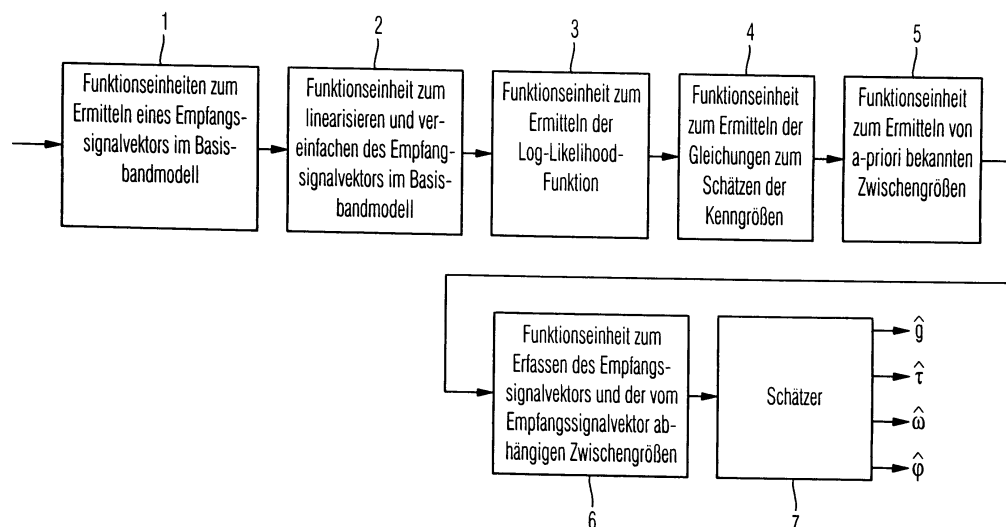 1
2
3
4
5
Funktionseinheiten zum
Ermitteln eines Empfangs-
signalvektors im Basis-
bandmodell
Funktionseinheit zum
linearisieren und ver-
einfachen des Empfang-
signalvektors im Basis-
bandmodell
Funktionseinheit zum
Ermitteln der
Log-Likelihood-
Funktion
Funktionseinheit
zum Ermitteln der
Gleichungen zum
Schätzen der
Kenngrößen
Funktionseinheit
zum Ermitteln von
a-priori bekannten
Zwischengrößen
Funktionseinheit zum
Erfassen des Empfangs-
signalvektors und der vom
Empfangssignalvektor ab-
hängigen Zwischengrößen
Schätzer
ĝ
τ̂
ω̂
φ̂
6
7